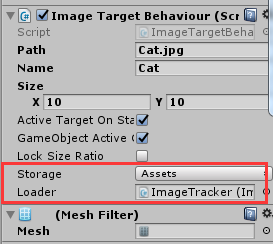 Image Target Behaviour (Scr
Script ImageTargetBeha
Path Cat.jpg
Name Cat
Size
X 10 Y 10
Active Target On Sta
GameObject Active C
Lock Size Ratio
Storage Assets
Loader ImageTracker (Im
(Mesh Filter)
Mesh